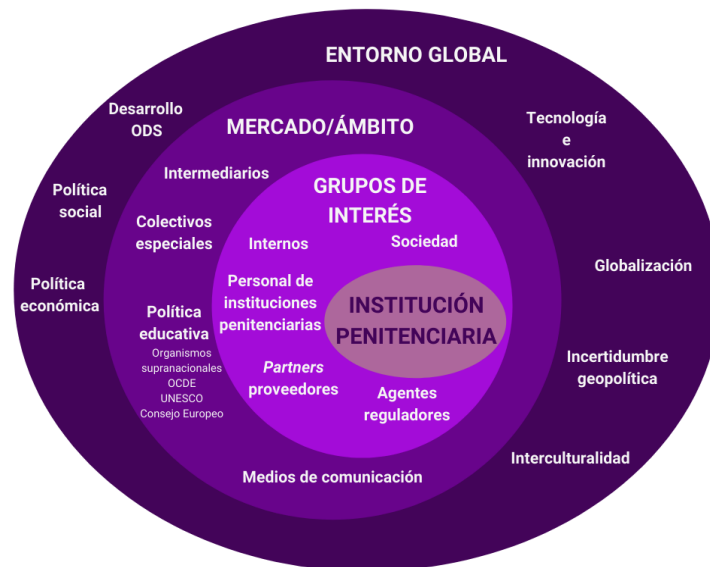 ENTORNO GLOBAL
Desarrollo
ODS
Política
social
Política
económica
Tecnología
e
innovación
Globalización
Incertidumbre
geopolítica
Interculturalidad
MERCADO/ÁMBITO
Intermediarios
Colectivos
especiales
Política
educativa
Organismos
supranacionales
OCDE
UNESCO
Consejo Europeo
Medios de comunicación
GRUPOS DE
INTERÉS
Internos
Sociedad
Personal de
instituciones
penitenciarias
Partners
proveedores
Agentes
reguladores
INSTITUCIÓN
PENITENCIARIA